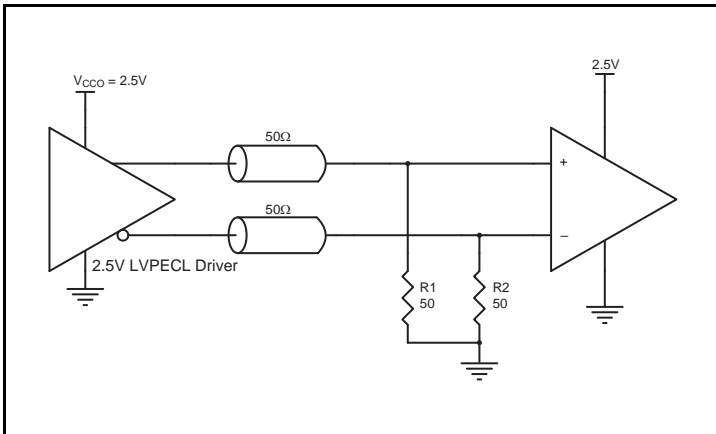 V_CCO = 2.5V
2.5V
50Ω
+
50Ω
−
2.5V LVPECL Driver
R1
50
R2
50